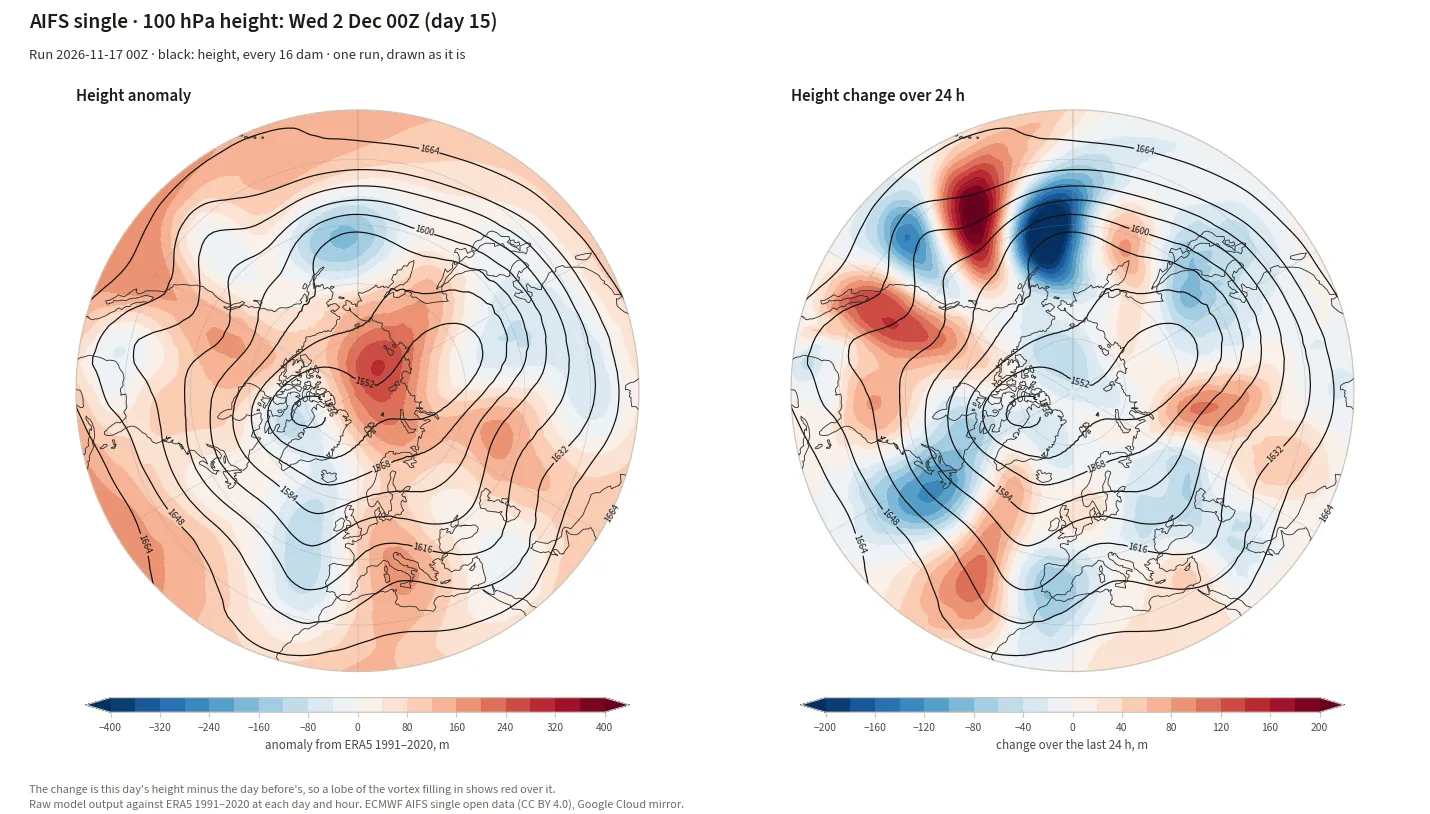 AIFS single · 100 hPa height: Wed 2 Dec 00Z (day 15)
Run 2026-11-17 00Z · black: height, every 16 dam · one run, drawn as it is
Height anomaly
Height change over 24 h
1664
1600
1552
1568
1584
1632
1648
1664
1664
1616
1664
1600
1552
1568
1584
1632
1648
1664
1664
1616
−400 −320 −240 −160 −80 0 80 160 240 320 400
anomaly from ERA5 1991–2020, m
−200 −160 −120 −80 −40 0 40 80 120 160 200
change over the last 24 h, m
The change is this day's height minus the day before's, so a lobe of the vortex filling in shows red over it.
Raw model output against ERA5 1991–2020 at each day and hour. ECMWF AIFS single open data (CC BY 4.0), Google Cloud mirror.